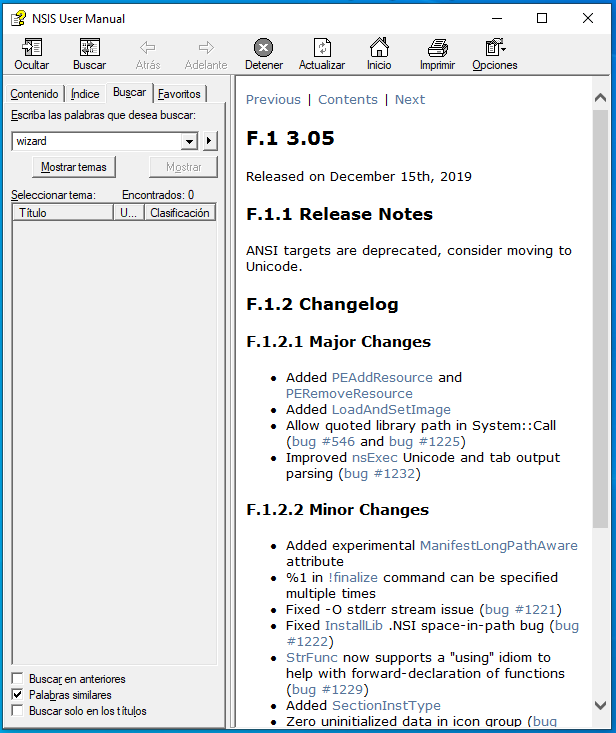 NSIS User Manual
Ocultar Buscar Atrás Adelante Detener Actualizar Inicio Imprimir Opciones
Contenido Índice Buscar Favoritos
Escriba las palabras que desea buscar:
wizard
Mostrar temas Mostrar
Seleccionar tema: Encontrados: 0
Título U... Clasificación
Buscar en anteriores
Palabras similares
Buscar solo en los títulos
Previous | Contents | Next
F.1 3.05
Released on December 15th, 2019
F.1.1 Release Notes
ANSI targets are deprecated, consider moving to
Unicode.
F.1.2 Changelog
F.1.2.1 Major Changes
• Added PEAddResource and
PERemoveResource
• Added LoadAndSetImage
• Allow quoted library path in System::Call
(bug #546 and bug #1225)
• Improved nsExec Unicode and tab output
parsing (bug #1232)
F.1.2.2 Minor Changes
• Added experimental ManifestLongPathAware
attribute
• %1 in !finalize command can be specified
multiple times
• Fixed -O stderr stream issue (bug #1221)
• Fixed InstallLib .NSI space-in-path bug (bug
#1222)
• StrFunc now supports a "using" idiom to
help with forward-declaration of functions
(bug #1229)
• Added SectionInstType
• Zero uninitialized data in icon group (bug